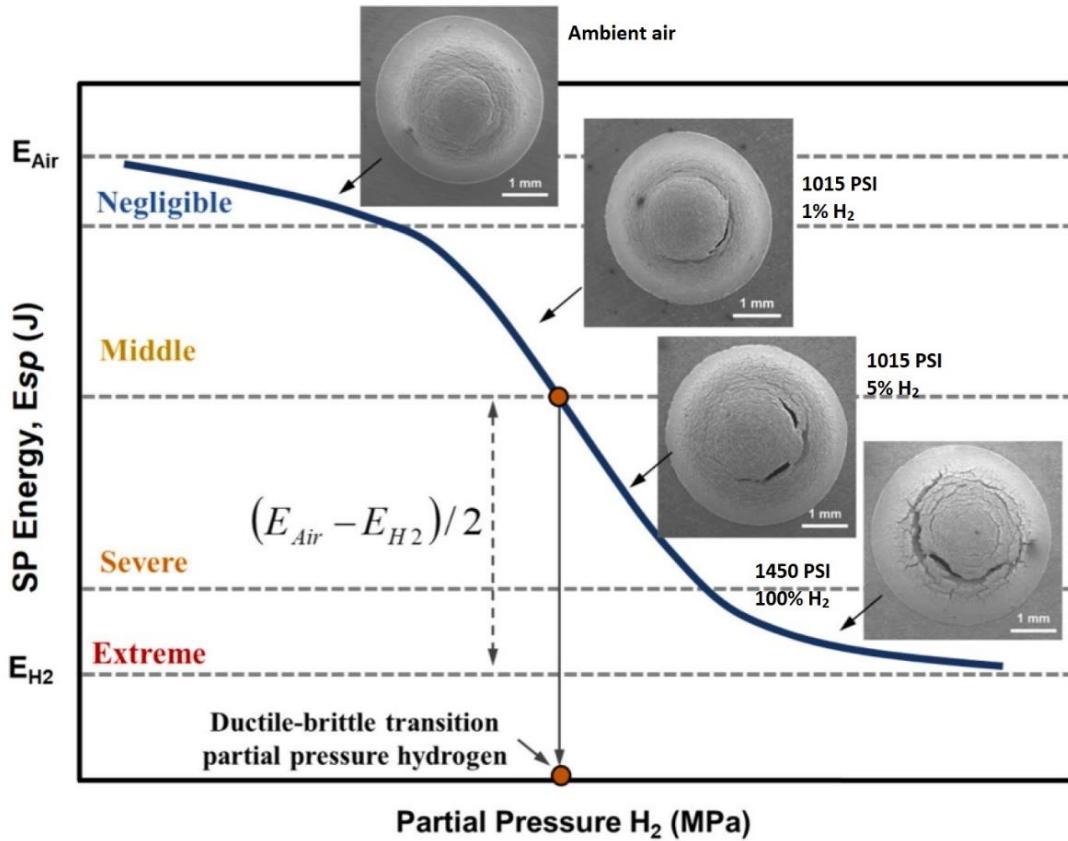 Ambient air
1 mm
E_Air
Negligible
1015 PSI
1% H₂
1 mm
Middle
1015 PSI
5% H₂
1 mm
(E_Air − E_H2)/2
Severe
1450 PSI
100% H₂
1 mm
Extreme
E_H2
Ductile-brittle transition
partial pressure hydrogen
SP Energy, Esp (J)
Partial Pressure H₂ (MPa)